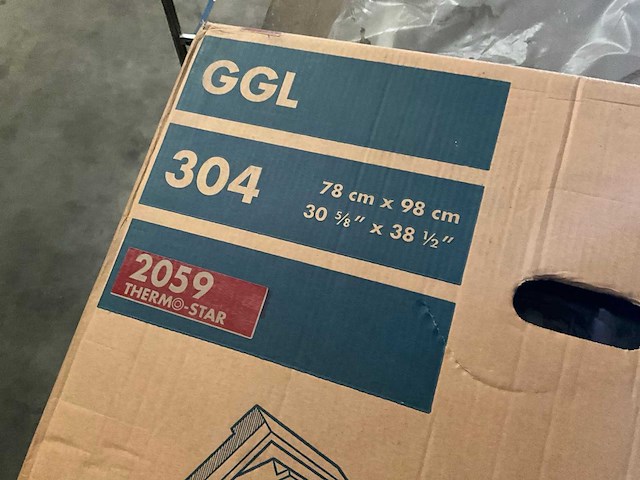 GGL
304
78 cm x 98 cm
30 5/8" x 38 1/2"
2059
THERMO-STAR